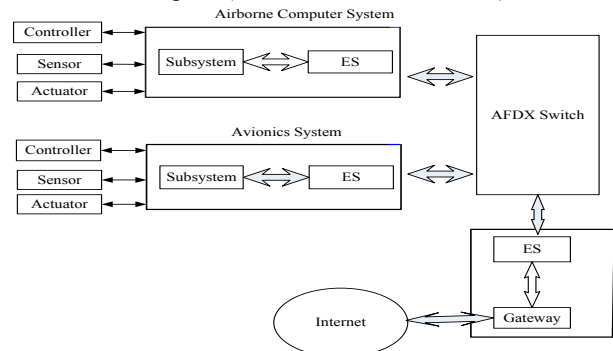 Airborne Computer System
Controller
Sensor
Actuator
Subsystem
ES
AFDX Switch
Avionics System
Controller
Sensor
Actuator
Subsystem
ES
ES
Gateway
Internet